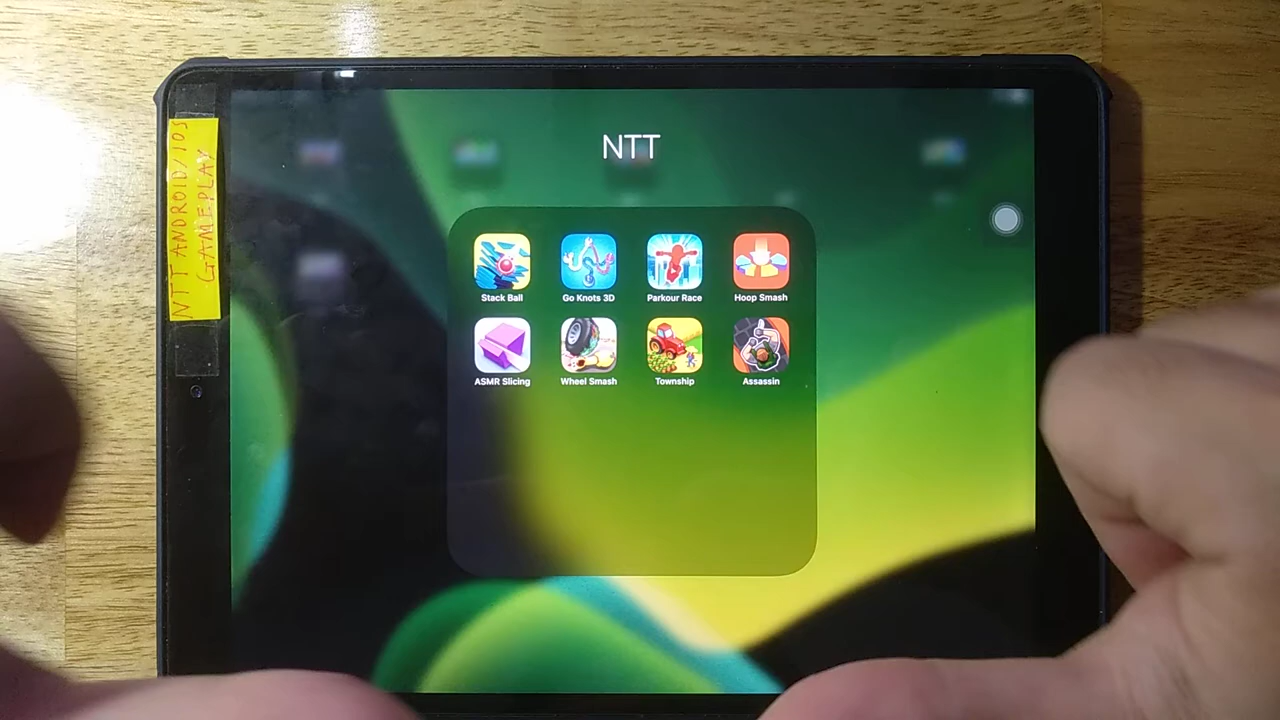 NTT ANDROID/IOS
GAMEPLAY
NTT
Stack Ball
Go Knots 3D
Parkour Race
Hoop Smash
ASMR Slicing
Wheel Smash
Township
Assassin